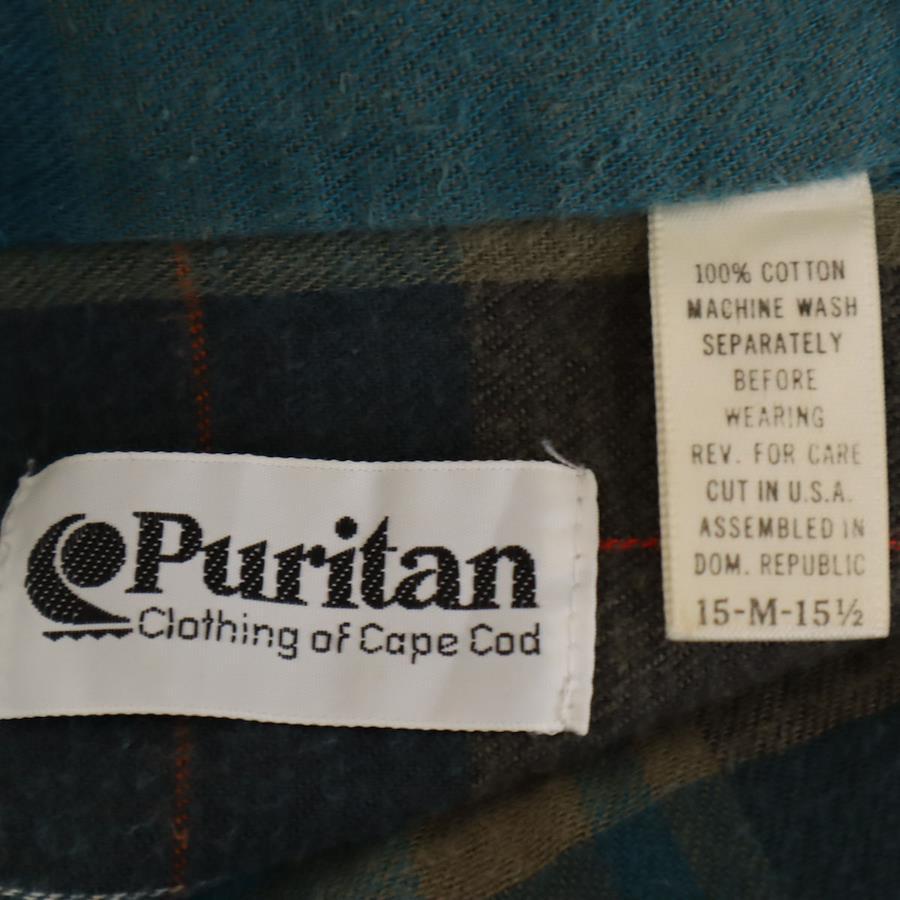 Puritan
Clothing of Cape Cod
100% COTTON
MACHINE WASH
SEPARATELY
BEFORE
WEARING
REV. FOR CARE
CUT IN U.S.A.
ASSEMBLED IN
DOM. REPUBLIC
15-M-15½